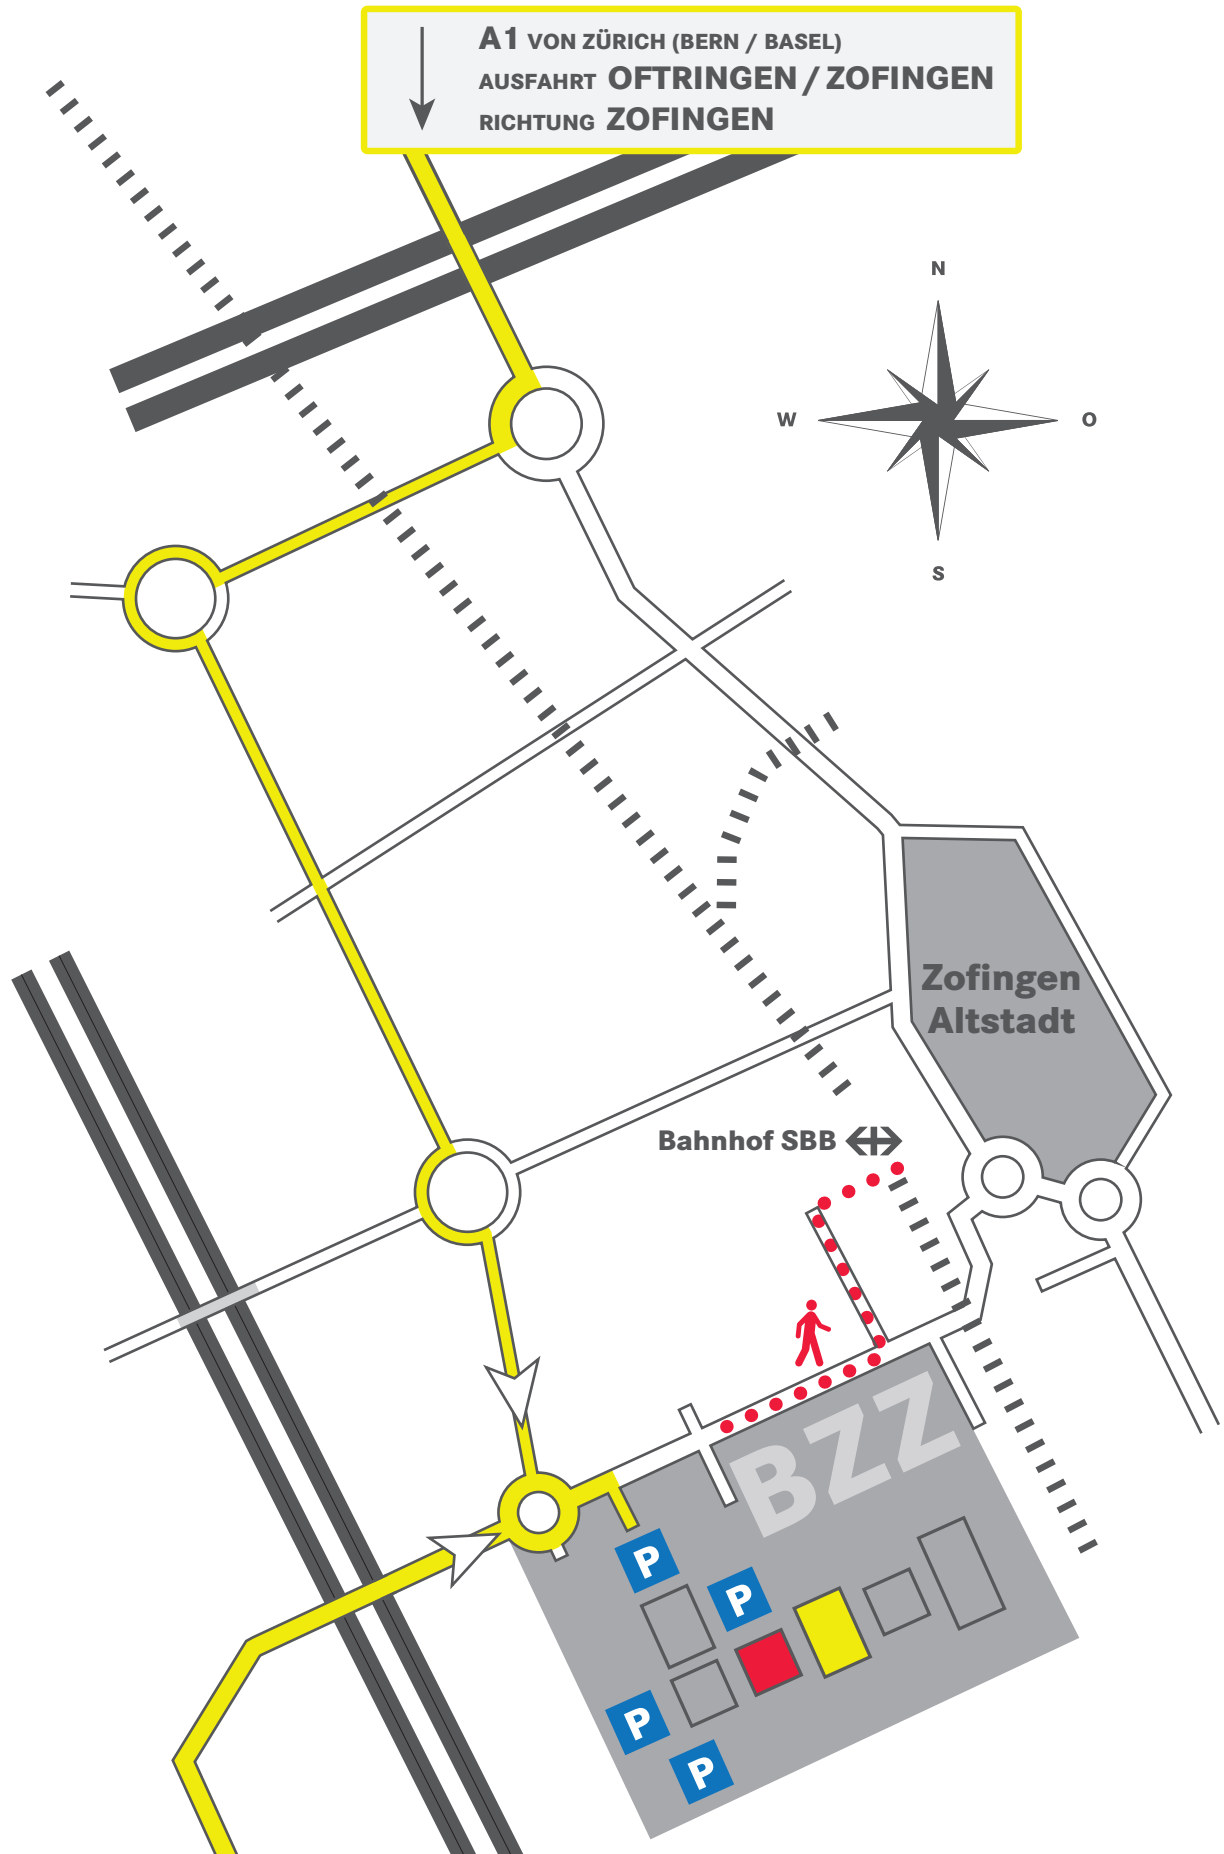 A1 VON ZÜRICH (BERN / BASEL)
AUSFAHRT OFTRINGEN / ZOFINGEN
RICHTUNG ZOFINGEN
N
W
O
S
Zofingen
Altstadt
Bahnhof SBB
BZZ
P
P
P
P